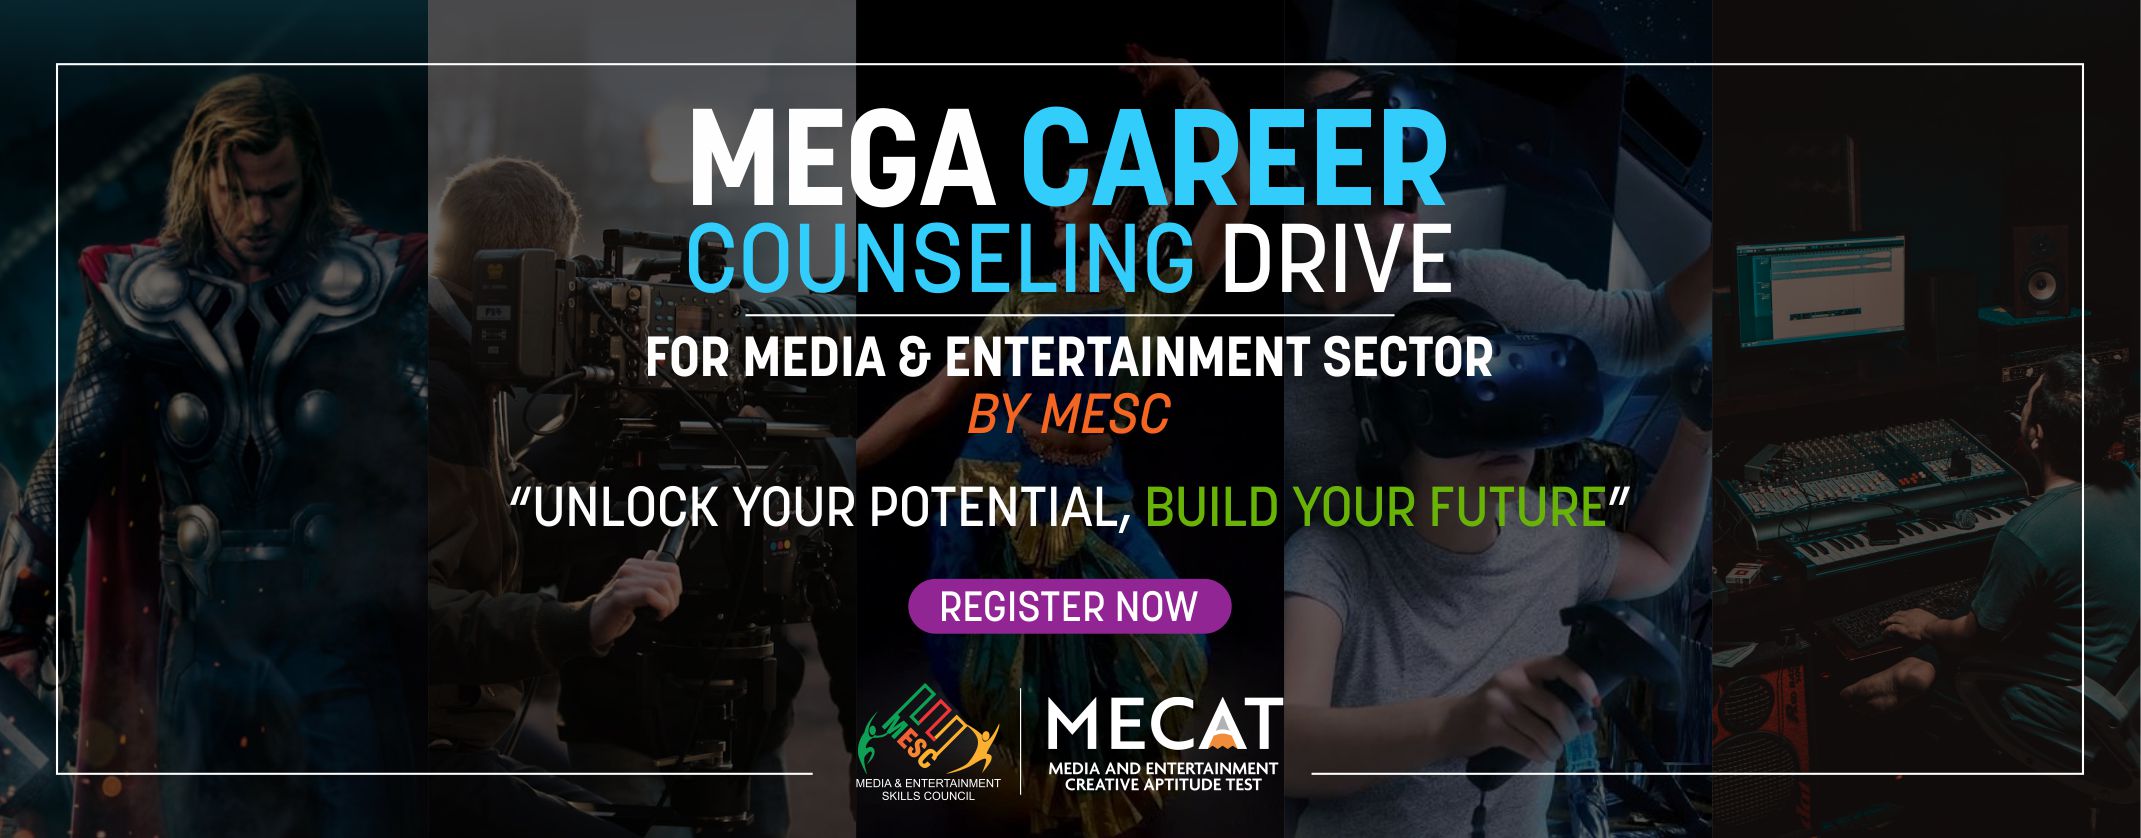 MEGA CAREER
COUNSELING DRIVE
FOR MEDIA & ENTERTAINMENT SECTOR
BY MESC
“UNLOCK YOUR POTENTIAL, BUILD YOUR FUTURE”
REGISTER NOW
MESC
MEDIA & ENTERTAINMENT
SKILLS COUNCIL
MECAT
MEDIA AND ENTERTAINMENT
CREATIVE APTITUDE TEST